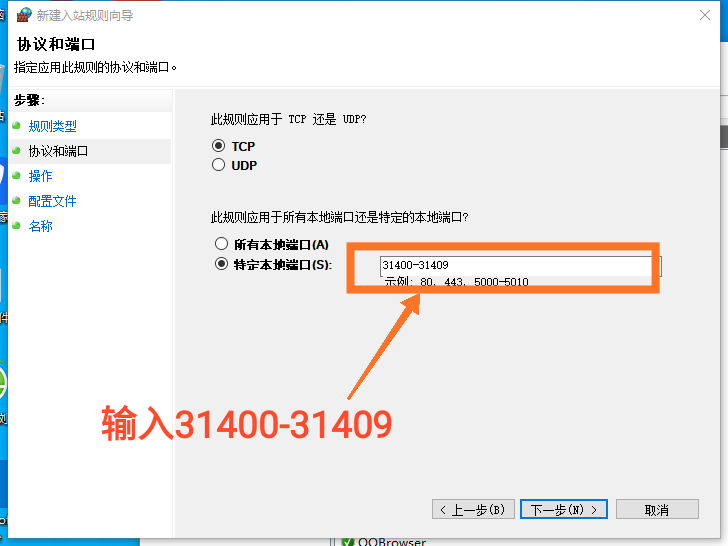 新建入站规则向导
协议和端口
指定应用此规则的协议和端口。
步骤:
规则类型
协议和端口
操作
配置文件
名称
此规则应用于 TCP 还是 UDP?
TCP
UDP
此规则应用于所有本地端口还是特定的本地端口?
所有本地端口(A)
特定本地端口(S):
31400-31409
示例: 80, 443, 5000-5010
输入31400-31409
< 上一步(B)
下一步(N) >
取消
QQBrowser